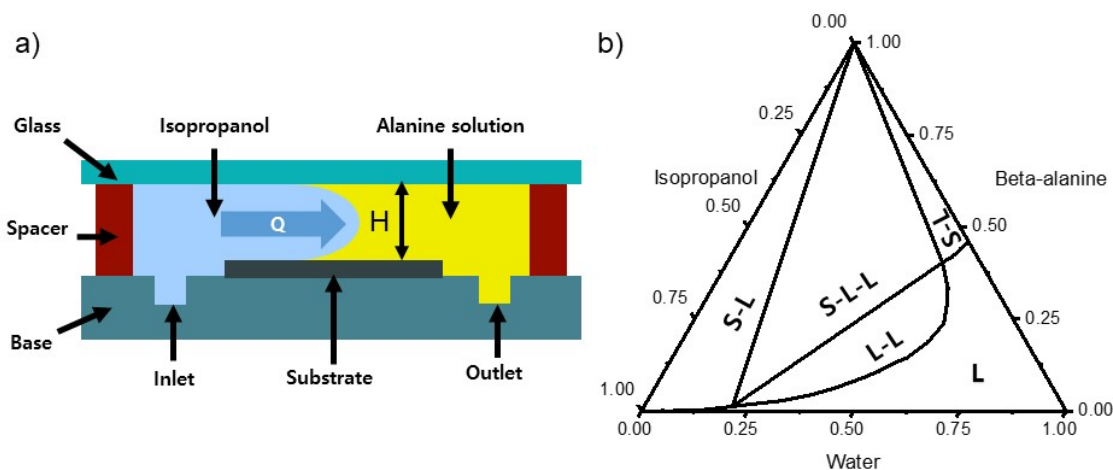 a)
Glass
Isopropanol
Alanine solution
Spacer
Q
H
Base
Inlet
Substrate
Outlet
b)
0.00
1.00
0.25
0.75
Isopropanol
Beta-alanine
0.50
0.50
S-L
S-L-L
S-L
0.75
L-L
0.25
L
1.00
0.00
0.00
0.25
0.50
0.75
1.00
Water